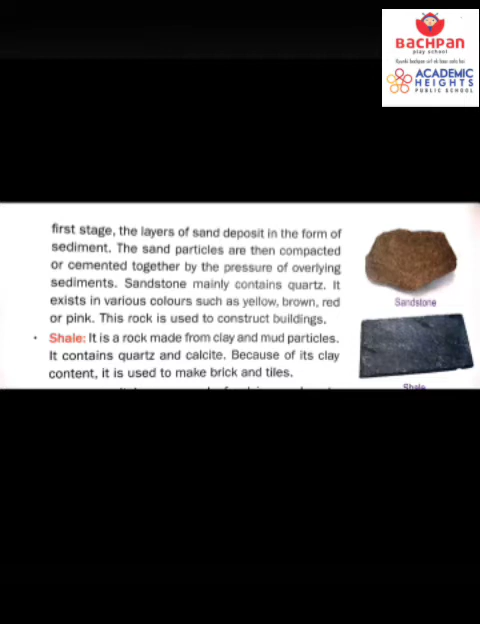 BACHPAN
play school
ACADEMIC
HEIGHTS
PUBLIC SCHOOL
first stage, the layers of sand deposit in the form of
sediment. The sand particles are then compacted
or cemented together by the pressure of overlying
sediments. Sandstone mainly contains quartz. It
exists in various colours such as yellow, brown, red
or pink. This rock is used to construct buildings.
Sandstone
• Shale: It is a rock made from clay and mud particles.
It contains quartz and calcite. Because of its clay
content, it is used to make brick and tiles.
Shale